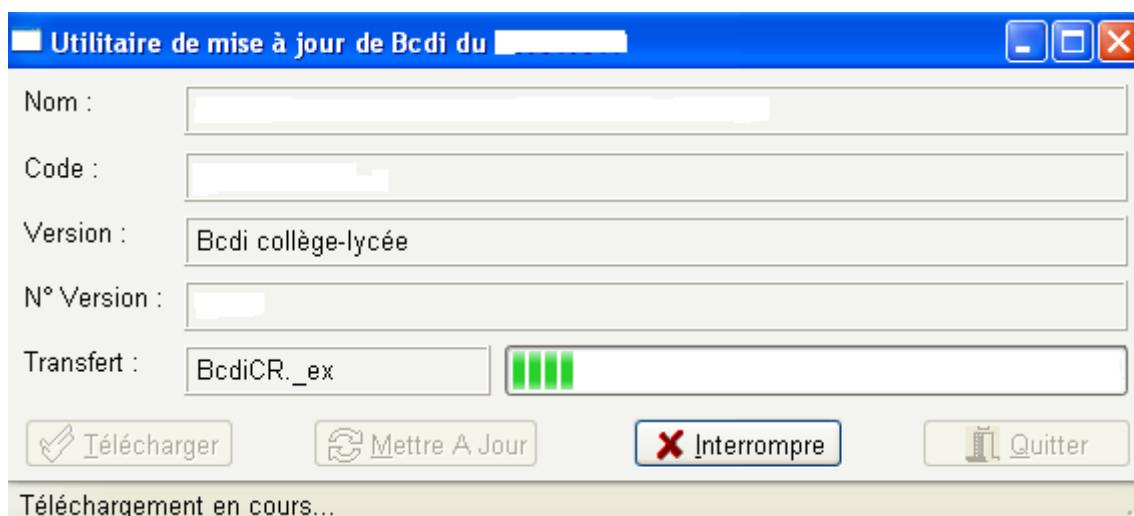 Utilitaire de mise à jour de Bcdi du
Nom :
Code :
Version : Bcdi collège-lycée
N° Version :
Transfert : BcdiCR._ex
Télécharger Mettre A Jour Interrompre Quitter
Téléchargement en cours...